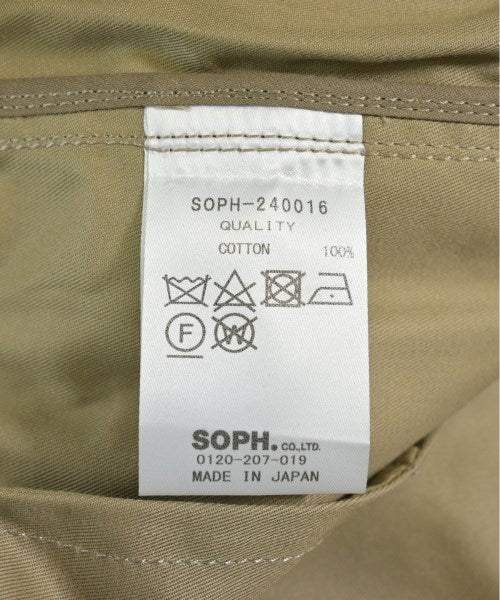 SOPH-240016
QUALITY
COTTON 100%
F W
SOPH. CO.,LTD.
0120-207-019
MADE IN JAPAN